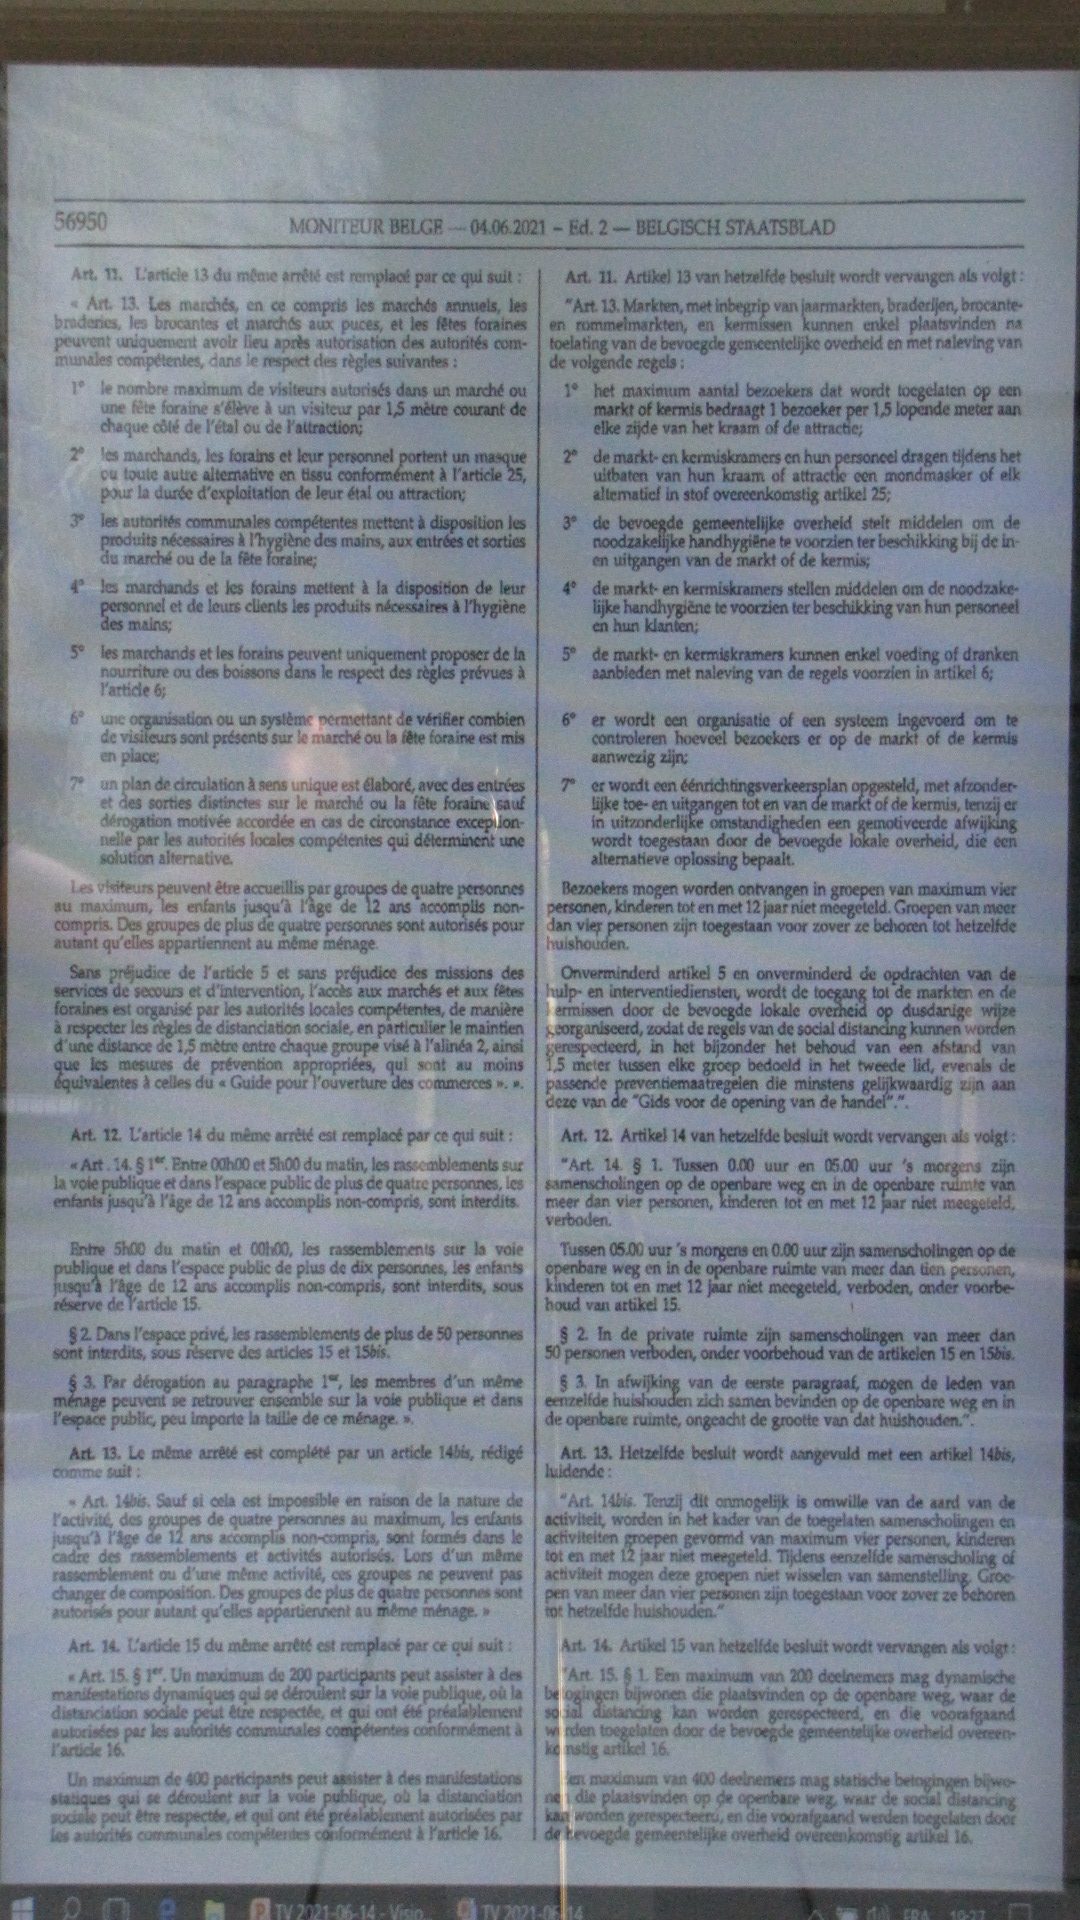 56950
MONITEUR BELGE — 04.06.2021 – Ed. 2 — BELGISCH STAATSBLAD
Art. 11. L'article 13 du même arrêté est remplacé par ce qui suit :
« Art. 13. Les marchés, en ce compris les marchés annuels, les
braderies, les brocantes et marchés aux puces, et les fêtes foraines
peuvent uniquement avoir lieu après autorisation des autorités com-
munales compétentes, dans le respect des règles suivantes :
1° le nombre maximum de visiteurs autorisés dans un marché ou
une fête foraine s'élève à un visiteur par 1,5 mètre courant de
chaque côté de l'étal ou de l'attraction;
2° les marchands, les forains et leur personnel portent un masque
ou toute autre alternative en tissu conformément à l'article 25,
pour la durée d'exploitation de leur étal ou attraction;
3° les autorités communales compétentes mettent à disposition les
produits nécessaires à l'hygiène des mains, aux entrées et sorties
du marché ou de la fête foraine;
4° les marchands et les forains mettent à la disposition de leur
personnel et de leurs clients les produits nécessaires à l'hygiène
des mains;
5° les marchands et les forains peuvent uniquement proposer de la
nourriture ou des boissons dans le respect des règles prévues à
l'article 6;
6° une organisation ou un système permettant de vérifier combien
de visiteurs sont présents sur le marché ou la fête foraine est mis
en place;
7° un plan de circulation à sens unique est élaboré, avec des entrées
et des sorties distinctes sur le marché ou la fête foraine sauf
dérogation motivée accordée en cas de circonstance exception-
nelle par les autorités locales compétentes qui déterminent une
solution alternative.
Les visiteurs peuvent être accueillis par groupes de quatre personnes
au maximum, les enfants jusqu'à l'âge de 12 ans accomplis non-
compris. Des groupes de plus de quatre personnes sont autorisés pour
autant qu'elles appartiennent au même ménage.
Sans préjudice de l'article 5 et sans préjudice des missions des
services de secours et d'intervention, l'accès aux marchés et aux fêtes
foraines est organisé par les autorités locales compétentes, de manière
à respecter les règles de distanciation sociale, en particulier le maintien
d'une distance de 1,5 mètre entre chaque groupe visé à l'alinéa 2, ainsi
que les mesures de prévention appropriées, qui sont au moins
équivalentes à celles du « Guide pour l'ouverture des commerces ». ».
Art. 12. L'article 14 du même arrêté est remplacé par ce qui suit :
« Art . 14. § 1er. Entre 00h00 et 5h00 du matin, les rassemblements sur
la voie publique et dans l'espace public de plus de quatre personnes, les
enfants jusqu'à l'âge de 12 ans accomplis non-compris, sont interdits.
Entre 5h00 du matin et 00h00, les rassemblements sur la voie
publique et dans l'espace public de plus de dix personnes, les enfants
jusqu'à l'âge de 12 ans accomplis non-compris, sont interdits, sous
réserve de l'article 15.
§ 2. Dans l'espace privé, les rassemblements de plus de 50 personnes
sont interdits, sous réserve des articles 15 et 15bis.
§ 3. Par dérogation au paragraphe 1er, les membres d'un même
ménage peuvent se retrouver ensemble sur la voie publique et dans
l'espace public, peu importe la taille de ce ménage. ».
Art. 13. Le même arrêté est complété par un article 14bis, rédigé
comme suit :
« Art. 14bis. Sauf si cela est impossible en raison de la nature de
l'activité, des groupes de quatre personnes au maximum, les enfants
jusqu'à l'âge de 12 ans accomplis non-compris, sont formés dans le
cadre des rassemblements et activités autorisés. Lors d'un même
rassemblement ou d'une même activité, ces groupes ne peuvent pas
changer de composition. Des groupes de plus de quatre personnes sont
autorisés pour autant qu'elles appartiennent au même ménage. »
Art. 14. L'article 15 du même arrêté est remplacé par ce qui suit :
« Art. 15. § 1er. Un maximum de 200 participants peut assister à des
manifestations dynamiques qui se déroulent sur la voie publique, où la
distanciation sociale peut être respectée, et qui ont été préalablement
autorisées par les autorités communales compétentes conformément à
l'article 16.
Un maximum de 400 participants peut assister à des manifestations
statiques qui se déroulent sur la voie publique, où la distanciation
sociale peut être respectée, et qui ont été préalablement autorisées par
les autorités communales compétentes conformément à l'article 16.
Art. 11. Artikel 13 van hetzelfde besluit wordt vervangen als volgt :
"Art. 13. Markten, met inbegrip van jaarmarkten, braderijen, brocante-
en rommelmarkten, en kermissen kunnen enkel plaatsvinden na
toelating van de bevoegde gemeentelijke overheid en met naleving van
de volgende regels :
1° het maximum aantal bezoekers dat wordt toegelaten op een
markt of kermis bedraagt 1 bezoeker per 1,5 lopende meter aan
elke zijde van het kraam of de attractie;
2° de markt- en kermiskramers en hun personeel dragen tijdens het
uitbaten van hun kraam of attractie een mondmasker of elk
alternatief in stof overeenkomstig artikel 25;
3° de bevoegde gemeentelijke overheid stelt middelen om de
noodzakelijke handhygiëne te voorzien ter beschikking bij de in-
en uitgangen van de markt of de kermis;
4° de markt- en kermiskramers stellen middelen om de noodzake-
lijke handhygiëne te voorzien ter beschikking van hun personeel
en hun klanten;
5° de markt- en kermiskramers kunnen enkel voeding of dranken
aanbieden met naleving van de regels voorzien in artikel 6;
6° er wordt een organisatie of een systeem ingevoerd om te
controleren hoeveel bezoekers er op de markt of de kermis
aanwezig zijn;
7° er wordt een éénrichtingsverkeersplan opgesteld, met afzonder-
lijke toe- en uitgangen tot en van de markt of de kermis, tenzij er
in uitzonderlijke omstandigheden een gemotiveerde afwijking
wordt toegestaan door de bevoegde lokale overheid, die een
alternatieve oplossing bepaalt.
Bezoekers mogen worden ontvangen in groepen van maximum vier
personen, kinderen tot en met 12 jaar niet meegeteld. Groepen van meer
dan vier personen zijn toegestaan voor zover ze behoren tot hetzelfde
huishouden.
Onverminderd artikel 5 en onverminderd de opdrachten van de
hulp- en interventiediensten, wordt de toegang tot de markten en de
kermissen door de bevoegde lokale overheid op dusdanige wijze
georganiseerd, zodat de regels van de social distancing kunnen worden
gerespecteerd, in het bijzonder het behoud van een afstand van
1,5 meter tussen elke groep bedoeld in het tweede lid, evenals de
passende preventiemaatregelen die minstens gelijkwaardig zijn aan
deze van de "Gids voor de opening van de handel".".
Art. 12. Artikel 14 van hetzelfde besluit wordt vervangen als volgt :
"Art. 14. § 1. Tussen 0.00 uur en 05.00 uur 's morgens zijn
samenscholingen op de openbare weg en in de openbare ruimte van
meer dan vier personen, kinderen tot en met 12 jaar niet meegeteld,
verboden.
Tussen 05.00 uur 's morgens en 0.00 uur zijn samenscholingen op de
openbare weg en in de openbare ruimte van meer dan tien personen,
kinderen tot en met 12 jaar niet meegeteld, verboden, onder voorbe-
houd van artikel 15.
§ 2. In de private ruimte zijn samenscholingen van meer dan
50 personen verboden, onder voorbehoud van de artikelen 15 en 15bis.
§ 3. In afwijking van de eerste paragraaf, mogen de leden van
eenzelfde huishouden zich samen bevinden op de openbare weg en in
de openbare ruimte, ongeacht de grootte van dat huishouden.".
Art. 13. Hetzelfde besluit wordt aangevuld met een artikel 14bis,
luidende :
"Art. 14bis. Tenzij dit onmogelijk is omwille van de aard van de
activiteit, worden in het kader van de toegelaten samenscholingen en
activiteiten groepen gevormd van maximum vier personen, kinderen
tot en met 12 jaar niet meegeteld. Tijdens eenzelfde samenscholing of
activiteit mogen deze groepen niet wisselen van samenstelling. Groe-
pen van meer dan vier personen zijn toegestaan voor zover ze behoren
tot hetzelfde huishouden."
Art. 14. Artikel 15 van hetzelfde besluit wordt vervangen als volgt :
"Art. 15. § 1. Een maximum van 200 deelnemers mag dynamische
betogingen bijwonen die plaatsvinden op de openbare weg, waar de
social distancing kan worden gerespecteerd, en die voorafgaand
worden toegelaten door de bevoegde gemeentelijke overheid overeen-
komstig artikel 16.
Een maximum van 400 deelnemers mag statische betogingen bijwo-
nen die plaatsvinden op de openbare weg, waar de social distancing
kan worden gerespecteerd, en die voorafgaand werden toegelaten door
de bevoegde gemeentelijke overheid overeenkomstig artikel 16.
TV 2021-06-14 - Visio...
TV 2021-06-14
FRA
19:27